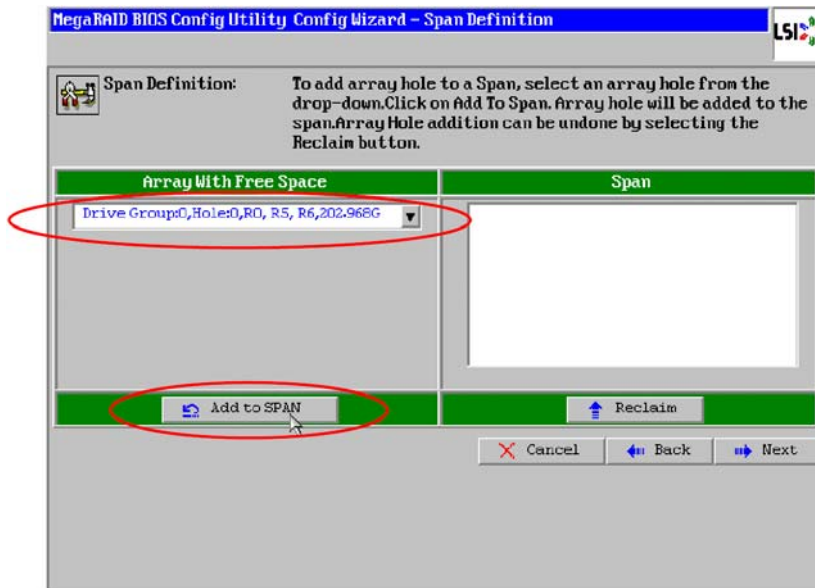 MegaRAID BIOS Config Utility Config Wizard – Span Definition
LSI
Span Definition:
To add array hole to a Span, select an array hole from the
drop-down.Click on Add To Span. Array hole will be added to the
span.Array Hole addition can be undone by selecting the
Reclaim button.
Array With Free Space
Span
Drive Group:0,Hole:0,R0, R5, R6,202.968G
Add to SPAN
Reclaim
Cancel
Back
Next